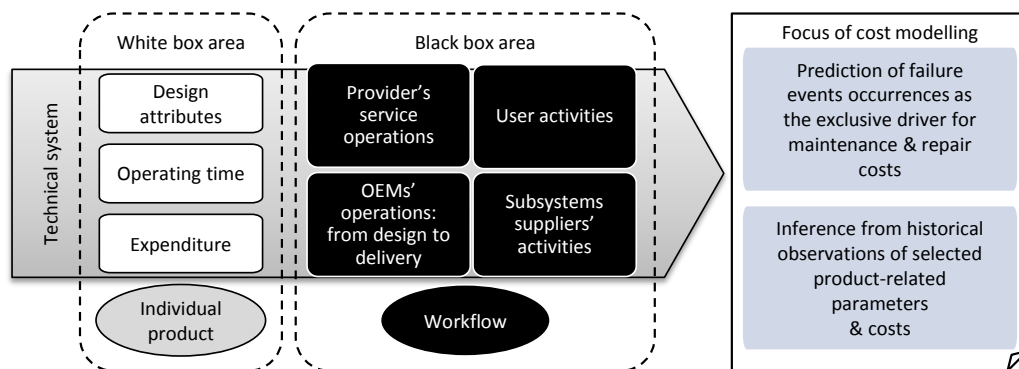 White box area
Black box area
Focus of cost modelling
Technical system
Design
attributes
Operating time
Expenditure
Individual
product
Provider's
service
operations
User activities
OEMs'
operations:
from design to
delivery
Subsystems
suppliers'
activities
Workflow
Prediction of failure
events occurrences as
the exclusive driver for
maintenance & repair
costs
Inference from historical
observations of selected
product-related
parameters
& costs